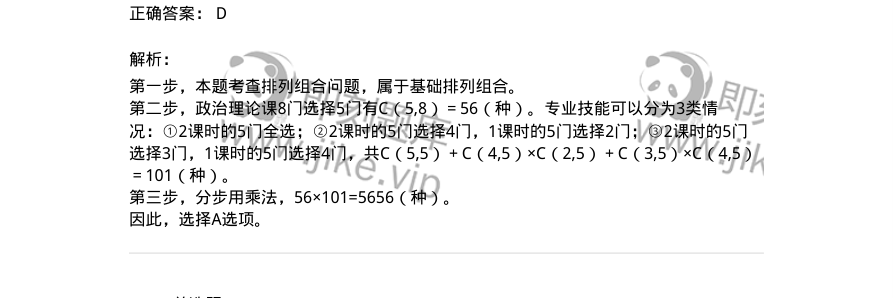 正确答案： D
解析：
第一步，本题考查排列组合问题，属于基础排列组合。
第二步，政治理论课8门选择5门有C（5,8）＝56（种）。专业技能可以分为3类情
况：①2课时的5门全选；②2课时的5门选择4门，1课时的5门选择2门；③2课时的5门
选择3门，1课时的5门选择4门，共C（5,5）＋C（4,5）×C（2,5）＋C（3,5）×C（4,5）
＝101（种）。
第三步，分步用乘法，56×101=5656（种）。
因此，选择A选项。
即刻题库
www.jike.vip